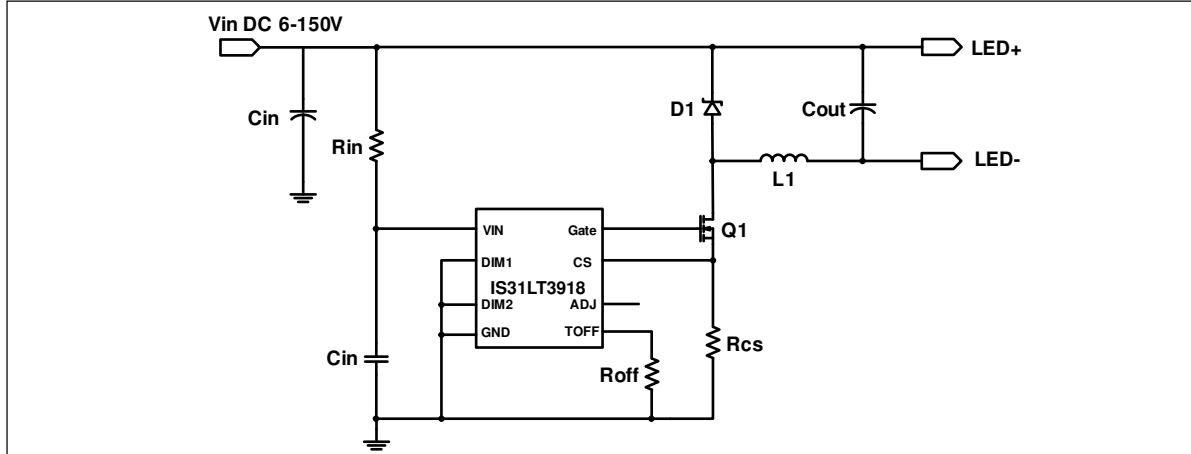 Vin DC 6-150V
LED+
D1
Cout
Cin
Rin
LED-
L1
VIN
Gate
Q1
DIM1
CS
IS31LT3918
DIM2
ADJ
GND
TOFF
Rcs
Cin
Roff